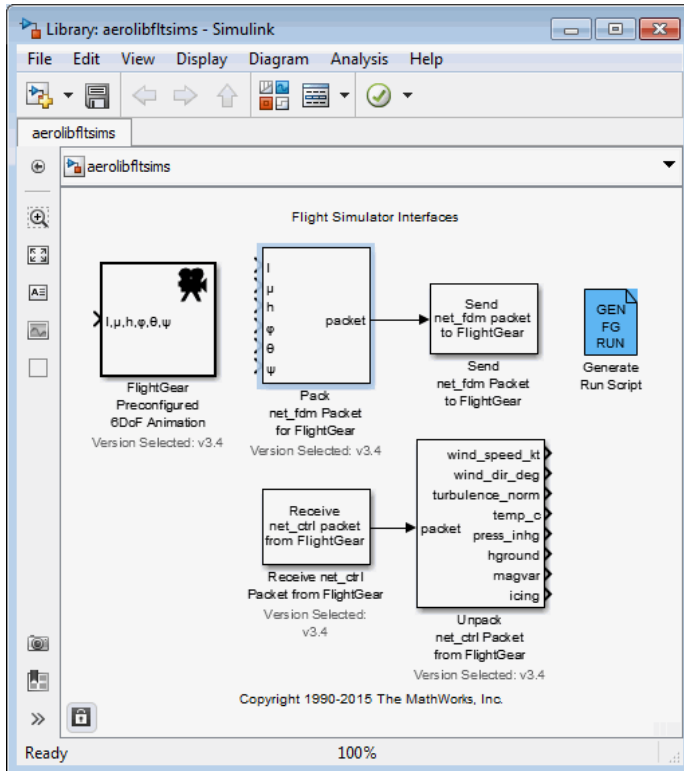 Library: aerolibfltsims - Simulink
File Edit View Display Diagram Analysis Help
aerolibfltsims
aerolibfltsims
Flight Simulator Interfaces
l,μ,h,φ,θ,ψ
FlightGear
Preconfigured
6DoF Animation
Version Selected: v3.4
l
μ
h
φ
θ
ψ
packet
Pack
net_fdm Packet
for FlightGear
Version Selected: v3.4
Send
net_fdm packet
to FlightGear
Send
net_fdm Packet
to FlightGear
GEN
FG
RUN
Generate
Run Script
Receive
net_ctrl packet
from FlightGear
Receive net_ctrl
Packet from FlightGear
Version Selected:
v3.4
packet
wind_speed_kt
wind_dir_deg
turbulence_norm
temp_c
press_inhg
hground
magvar
icing
Unpack
net_ctrl Packet
from FlightGear
Version Selected: v3.4
Copyright 1990-2015 The MathWorks, Inc.
Ready 100%